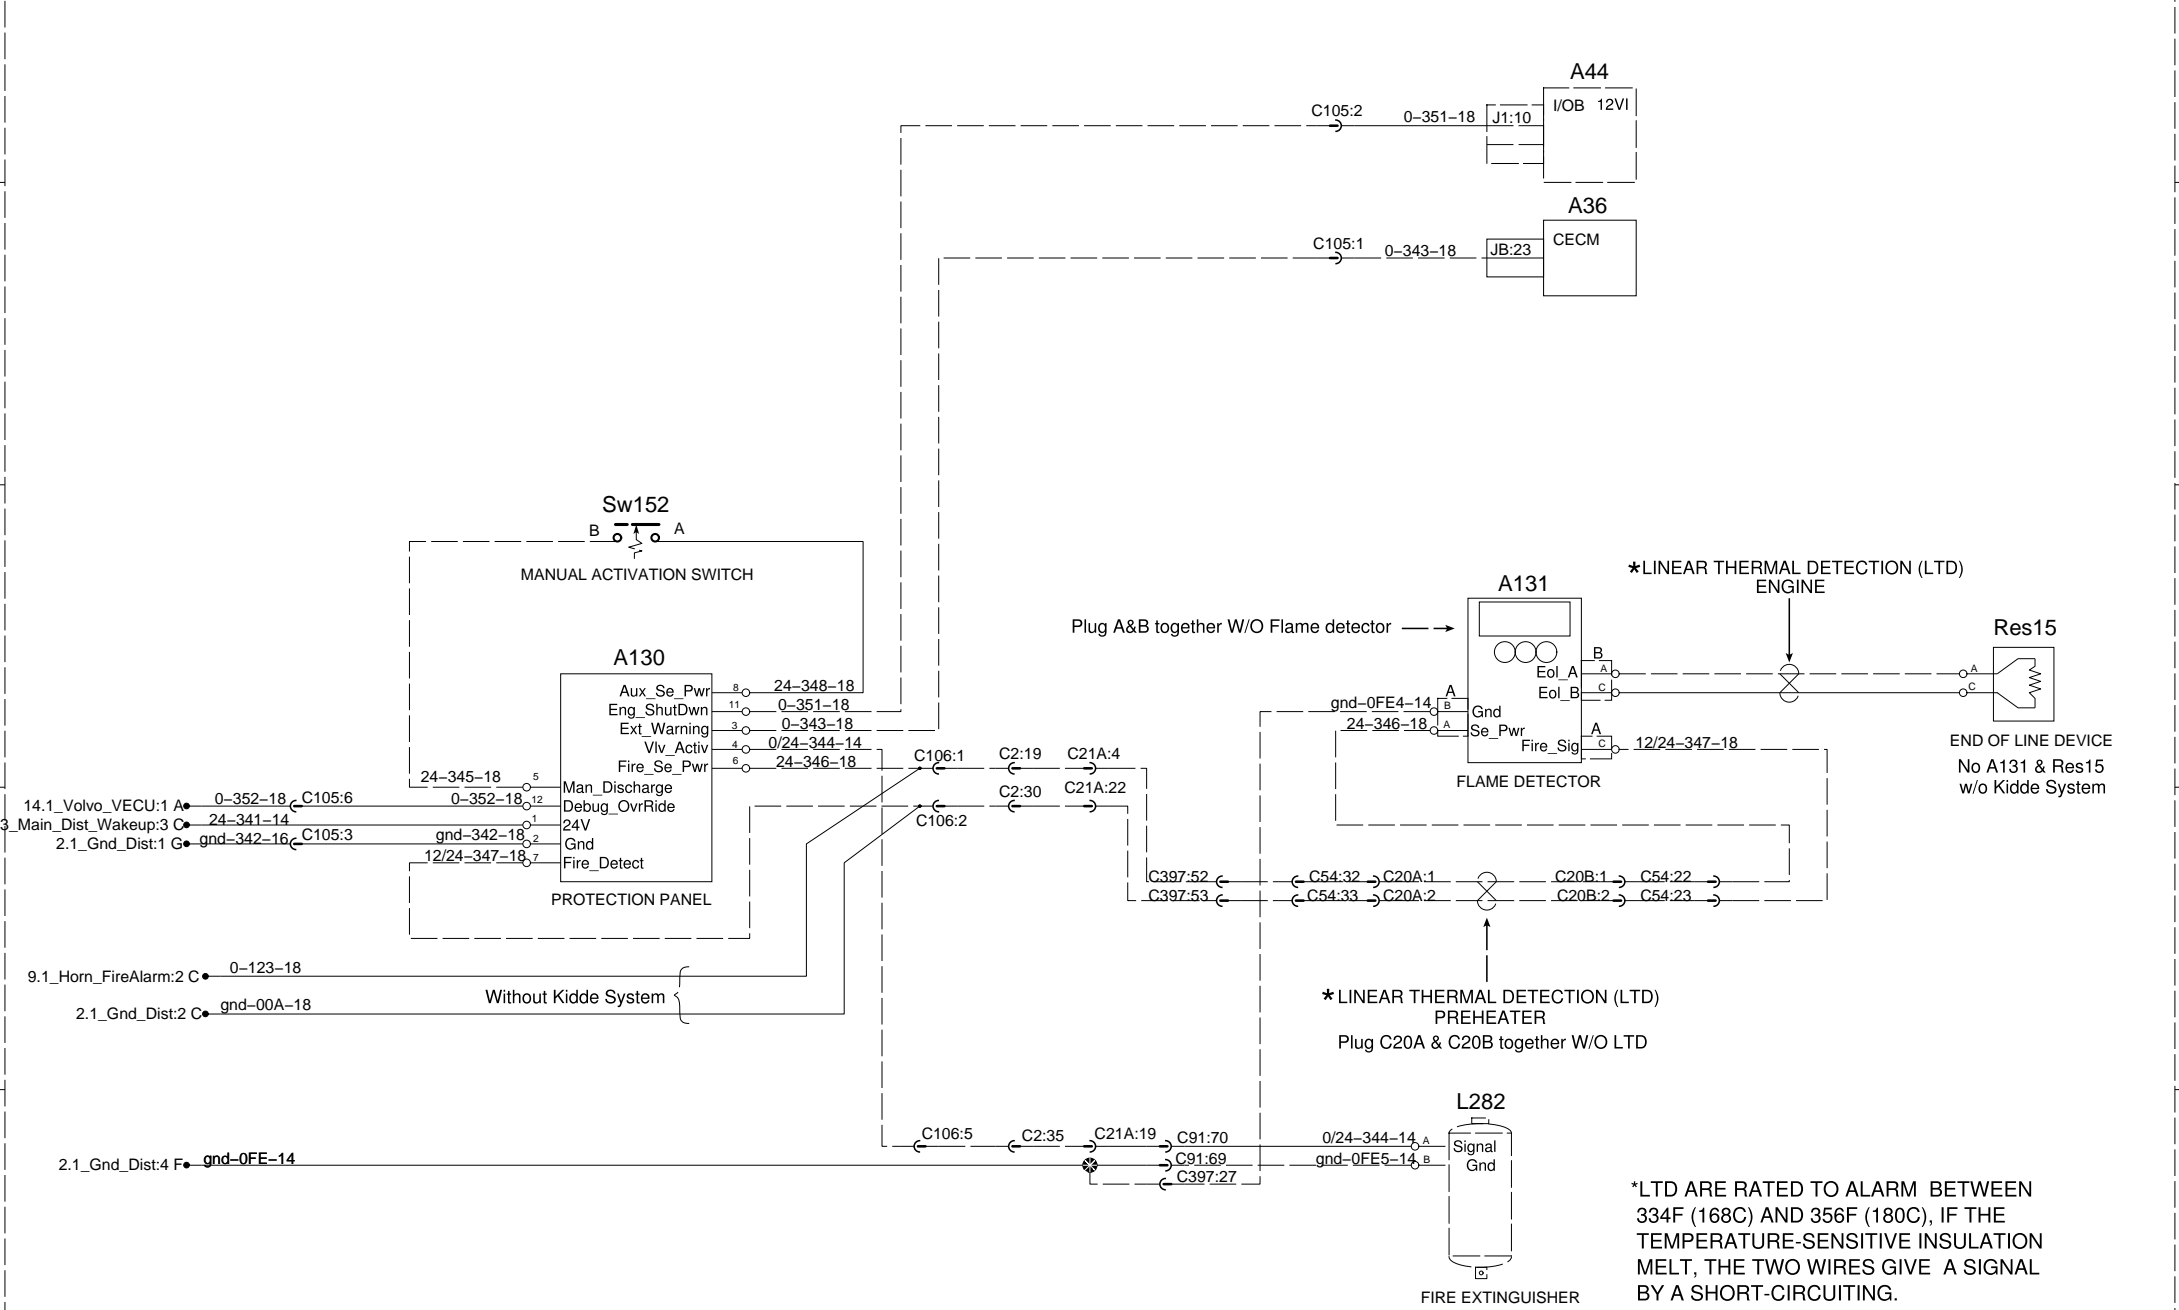 A44
I/OB 12VI
C105:2
0–351–18
J1:10
A36
CECM
C105:1
0–343–18
JB:23
Sw152
B
A
MANUAL ACTIVATION SWITCH
A130
Aux_Se_Pwr
8
24–348–18
Eng_ShutDwn
11
0–351–18
Ext_Warning
3
0–343–18
Vlv_Activ
4
0/24–344–14
Fire_Se_Pwr
6
24–346–18
24–345–18
5
Man_Discharge
14.1_Volvo_VECU:1 A
0–352–18
C105:6
0–352–18
12
Debug_OvrRide
3_Main_Dist_Wakeup:3 C
24–341–14
1
24V
2.1_Gnd_Dist:1 G
gnd–342–16
C105:3
gnd–342–18
2
Gnd
12/24–347–18
7
Fire_Detect
PROTECTION PANEL
C106:1
C2:19
C21A:4
C106:2
C2:30
C21A:22
9.1_Horn_FireAlarm:2 C
0–123–18
Without Kidde System
2.1_Gnd_Dist:2 C
gnd–00A–18
*LINEAR THERMAL DETECTION (LTD)
ENGINE
A131
Plug A&B together W/O Flame detector
B
Eol_A
A
Eol_B
C
gnd–0FE4–14
A
B
Gnd
24–346–18
A
Se_Pwr
A
Fire_Sig
C
12/24–347–18
FLAME DETECTOR
Res15
A
C
END OF LINE DEVICE
No A131 & Res15
w/o Kidde System
C397:52
C54:32
C20A:1
C20B:1
C54:22
C397:53
C54:33
C20A:2
C20B:2
C54:23
*LINEAR THERMAL DETECTION (LTD)
PREHEATER
Plug C20A & C20B together W/O LTD
L282
C106:5
C2:35
C21A:19
C91:70
0/24–344–14
A
Signal
2.1_Gnd_Dist:4 F
gnd–0FE–14
C91:69
gnd–0FE5–14
B
Gnd
C397:27
FIRE EXTINGUISHER
*LTD ARE RATED TO ALARM BETWEEN
334F (168C) AND 356F (180C), IF THE
TEMPERATURE-SENSITIVE INSULATION
MELT, THE TWO WIRES GIVE A SIGNAL
BY A SHORT-CIRCUITING.